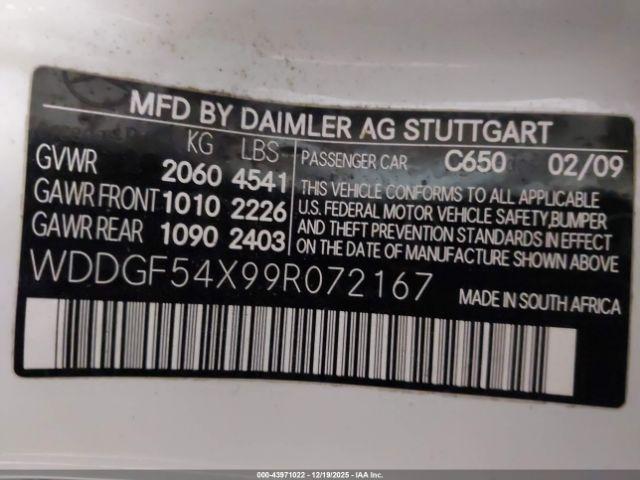 MFD BY DAIMLER AG STUTTGART
KG LBS
GVWR 2060 4541
GAWR FRONT 1010 2226
GAWR REAR 1090 2403
PASSENGER CAR C650 02/09
THIS VEHICLE CONFORMS TO ALL APPLICABLE
U.S. FEDERAL MOTOR VEHICLE SAFETY,BUMPER
AND THEFT PREVENTION STANDARDS IN EFFECT
ON THE DATE OF MANUFACTURE SHOWN ABOVE
WDDGF54X99R072167 MADE IN SOUTH AFRICA
000-43971022 - 12/19/2025 - IAA Inc.